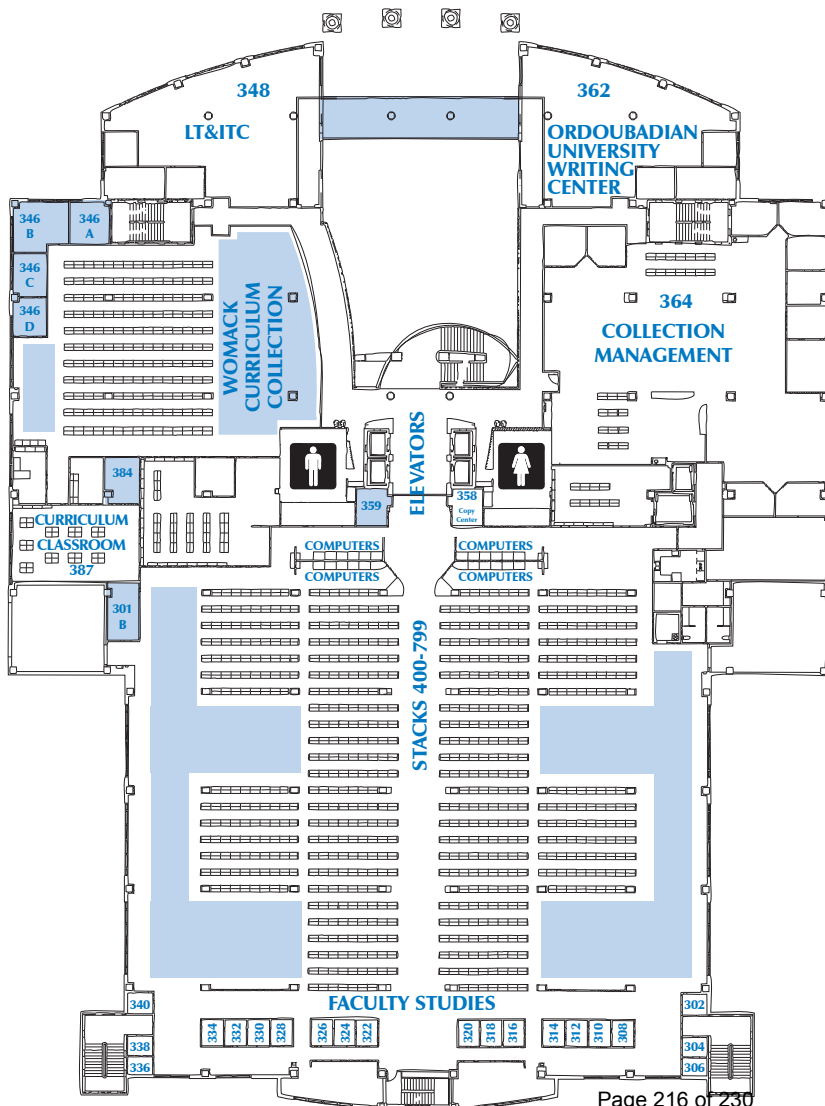 348
LT&ITC
362
ORDOUBADIAN
UNIVERSITY
WRITING
CENTER
346
B
346
A
346
C
346
D
WOMACK
CURRICULUM
COLLECTION
364
COLLECTION
MANAGEMENT
ELEVATORS
384
359
358
Copy
Center
CURRICULUM
CLASSROOM
387
COMPUTERS
COMPUTERS
COMPUTERS
COMPUTERS
301
B
STACKS 400-799
FACULTY STUDIES
340
302
334
332
330
328
326
324
322
320
318
316
314
312
310
308
338
304
336
306
Page 216 of 230